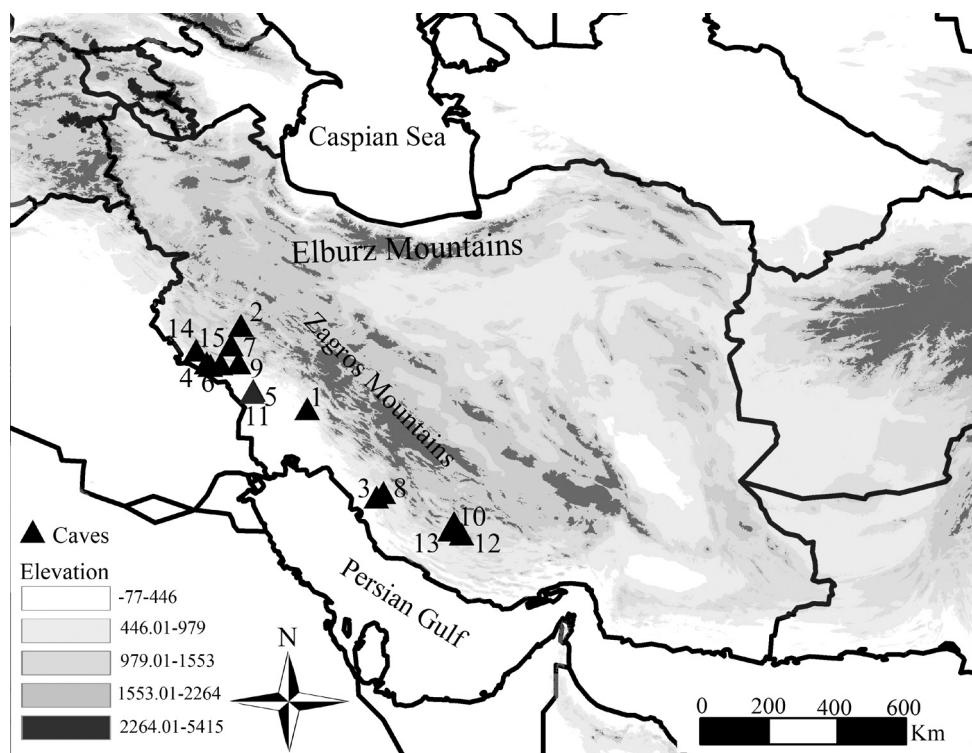 Caspian Sea
Elburz Mountains
Zagros Mountains
2
14
15
7
4
6
9
5
11
1
3
8
10
13
12
Persian Gulf
Caves
Elevation
-77-446
446.01-979
979.01-1553
1553.01-2264
2264.01-5415
N
0 200 400 600
Km